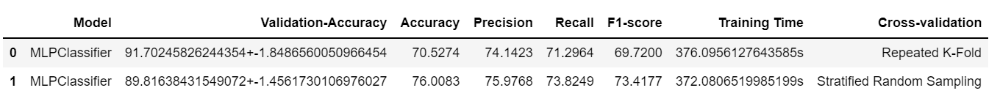 Model Validation-Accuracy Accuracy Precision Recall F1-score Training Time Cross-validation
0 MLPClassifier 91.70245826244354+-1.8486560050966454 70.5274 74.1423 71.2964 69.7200 376.0956127643585s Repeated K-Fold
1 MLPClassifier 89.81638431549072+-1.4561730106976027 76.0083 75.9768 73.8249 73.4177 372.0806519985199s Stratified Random Sampling